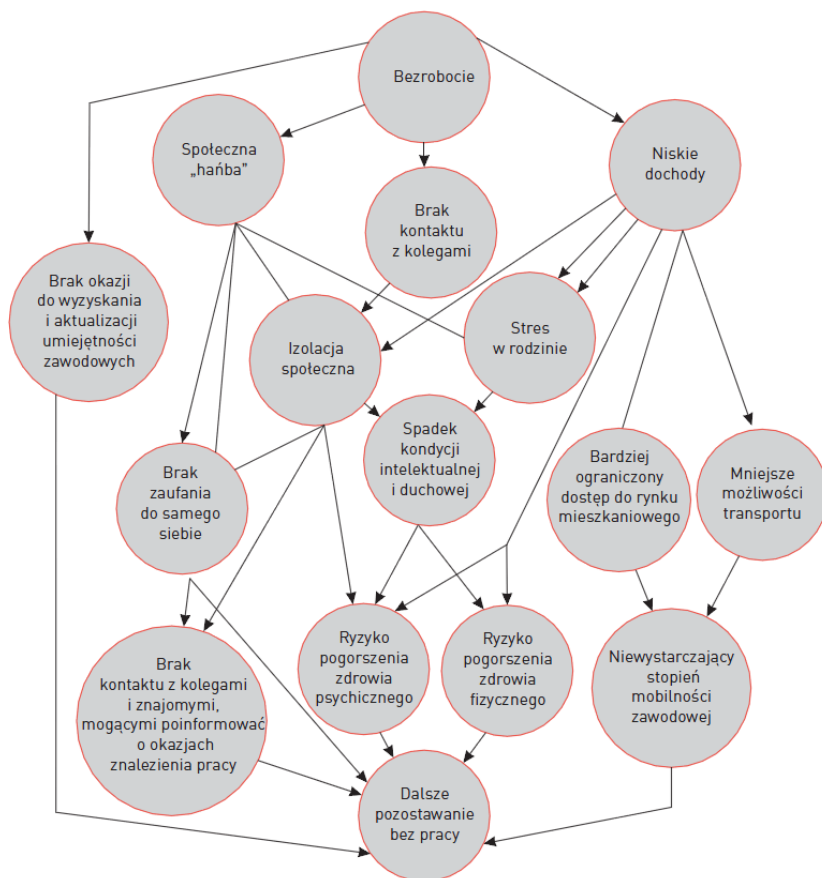 Bezrobocie
Społeczna
„hańba”
Niskie
dochody
Brak
kontaktu
z kolegami
Brak okazji
do wyzyskania
i aktualizacji
umiejętności
zawodowych
Izolacja
społeczna
Stres
w rodzinie
Spadek
kondycji
intelektualnej
i duchowej
Brak
zaufania
do samego
siebie
Bardziej
ograniczony
dostęp do rynku
mieszkaniowego
Mniejsze
możliwości
transportu
Brak
kontaktu z kolegami
i znajomymi,
mogącymi poinformować
o okazjach
znalezienia pracy
Ryzyko
pogorszenia
zdrowia
psychicznego
Ryzyko
pogorszenia
zdrowia
fizycznego
Niewystarczający
stopień
mobilności
zawodowej
Dalsze
pozostawanie
bez pracy